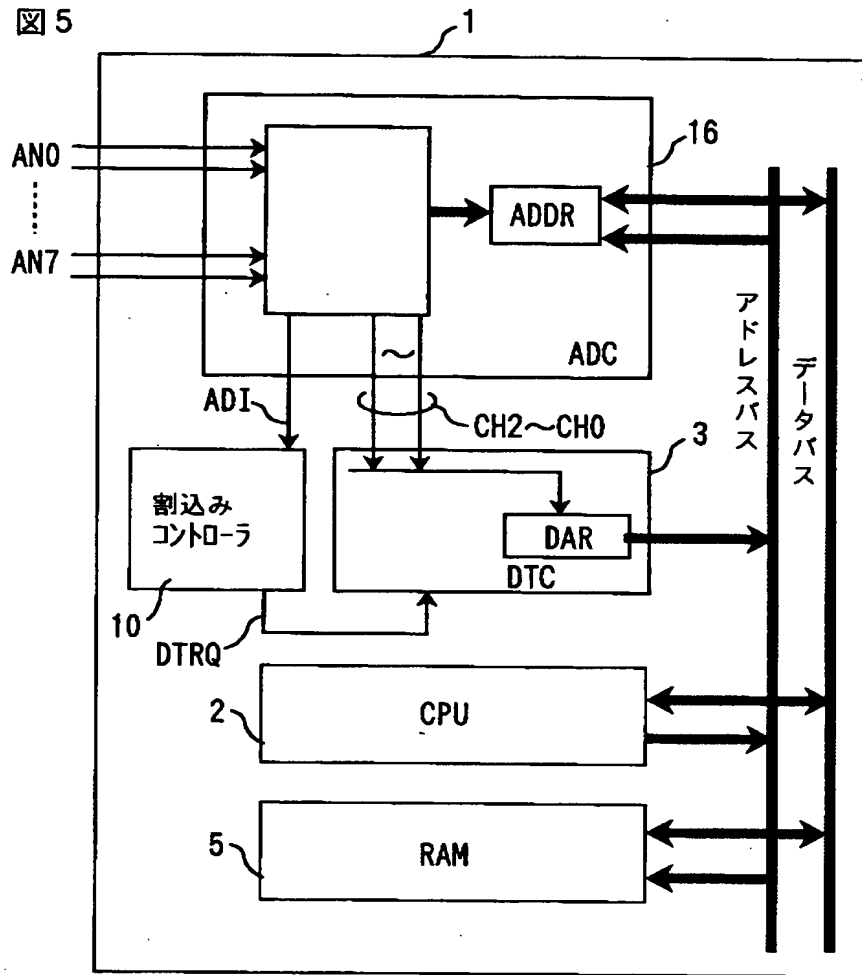 図5
1
16
AN0
AN7
ADDR
ADC
アドレスバス
データバス
ADI
CH2～CH0
3
割込み
コントローラ
DAR
DTC
10
DTRQ
2
CPU
5
RAM
～